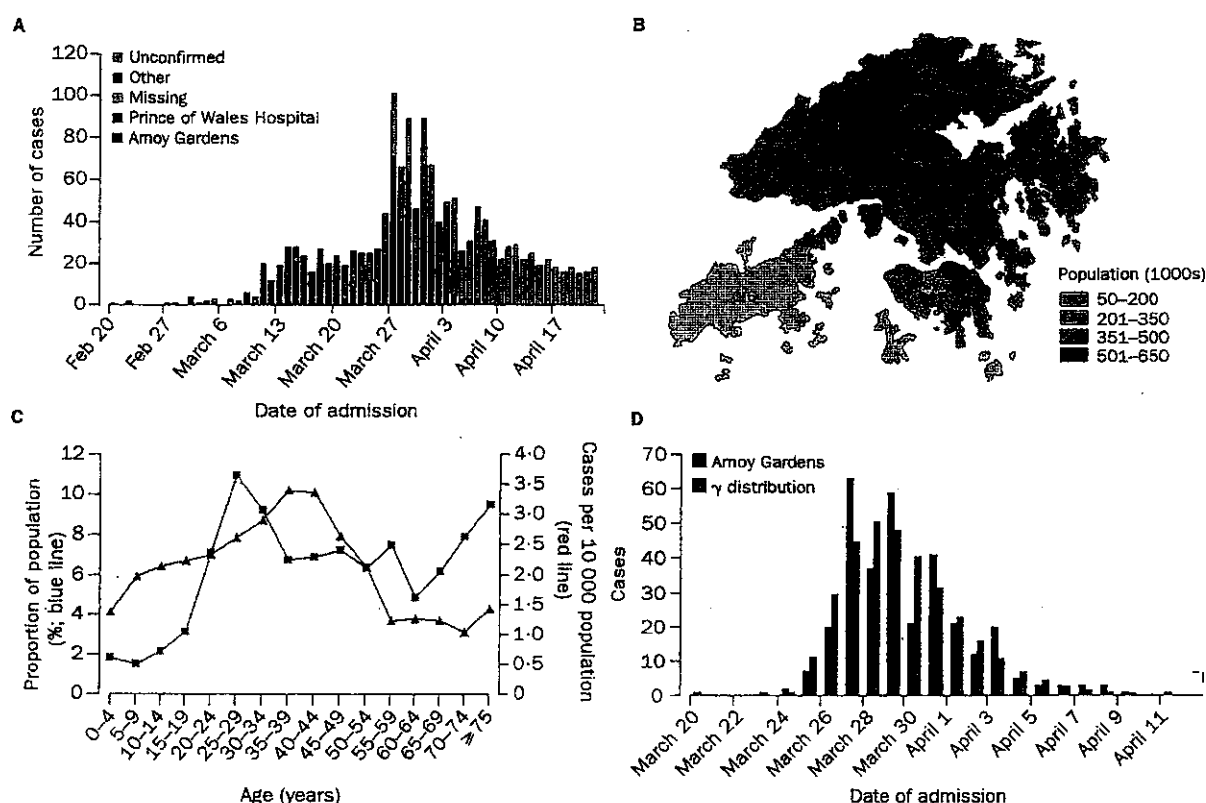 A
Number of cases
120
100
80
60
40
20
0
Unconfirmed
Other
Missing
Prince of Wales Hospital
Amoy Gardens
Feb 20
Feb 27
March 6
March 13
March 20
March 27
April 3
April 10
April 17
Date of admission
B
Population (1000s)
50–200
201–350
351–500
501–650
C
Proportion of population
(%; blue line)
12
10
8
6
4
2
0
4·0
3·5
3·0
2·5
2·0
1·5
1·0
0·5
0
Cases per 10 000 population
(red line)
0–4
5–9
10–14
15–19
20–24
25–29
30–34
35–39
40–44
45–49
50–54
55–59
60–64
65–69
70–74
⩾75
Age (years)
D
Cases
70
60
50
40
30
20
10
0
Amoy Gardens
γ distribution
March 20
March 22
March 24
March 26
March 28
March 30
April 1
April 3
April 5
April 7
April 9
April 11
Date of admission